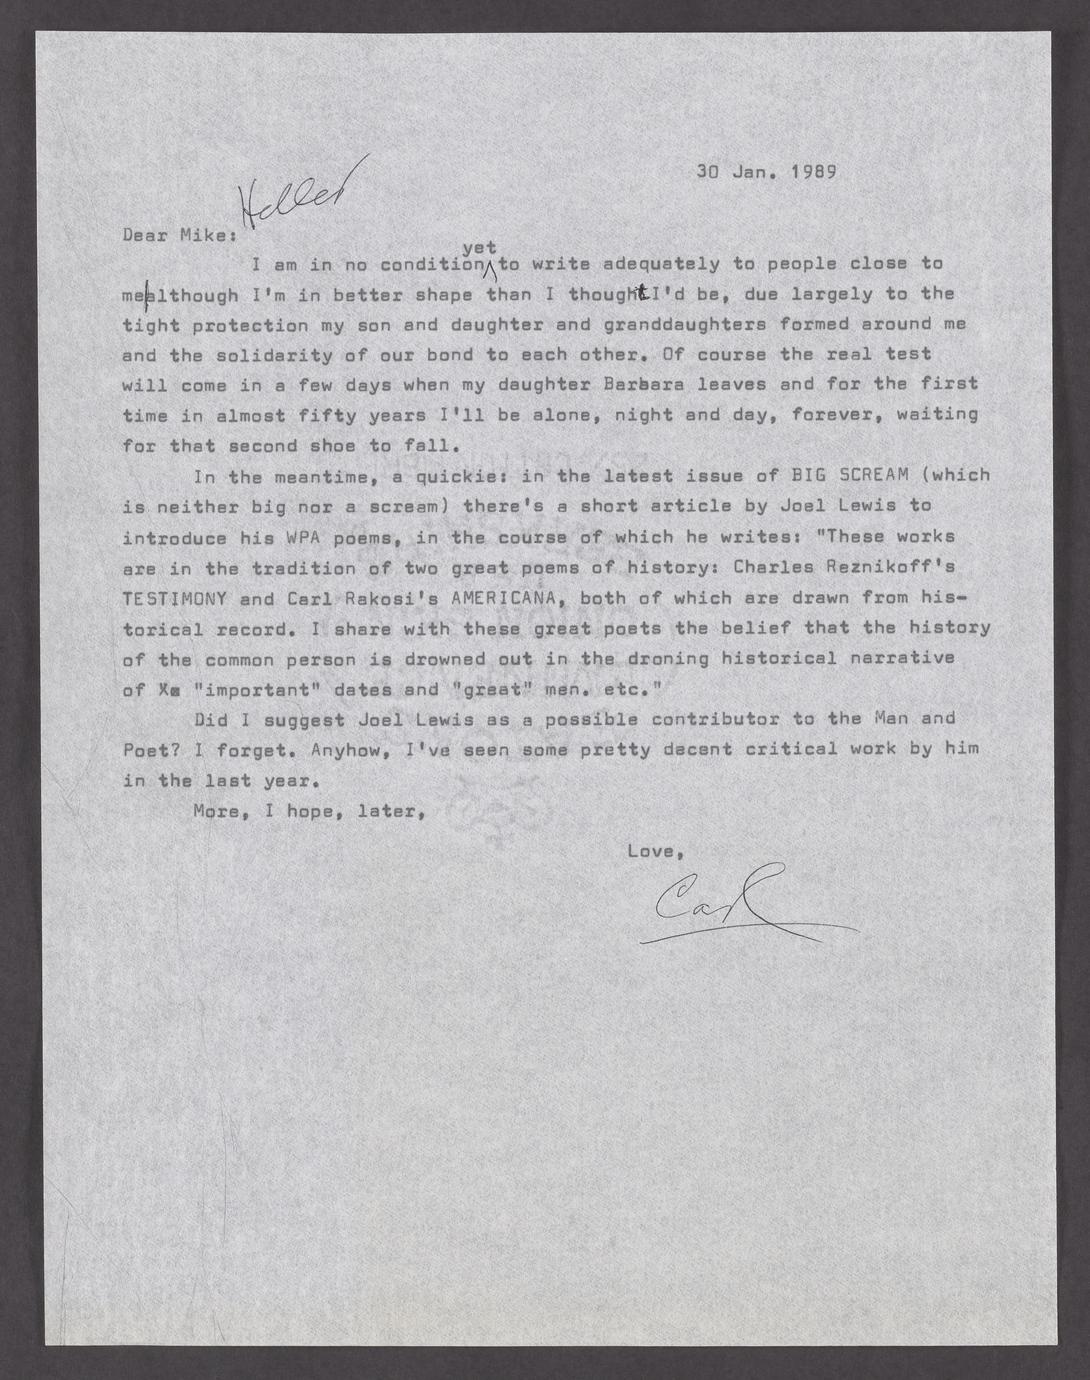 30 Jan. 1989
Heller
Dear Mike:
yet
I am in no condition to write adequately to people close to
me although I'm in better shape than I thought I'd be, due largely to the
tight protection my son and daughter and granddaughters formed around me
and the solidarity of our bond to each other. Of course the real test
will come in a few days when my daughter Barbara leaves and for the first
time in almost fifty years I'll be alone, night and day, forever, waiting
for that second shoe to fall.
In the meantime, a quickie: in the latest issue of BIG SCREAM (which
is neither big nor a scream) there's a short article by Joel Lewis to
introduce his WPA poems, in the course of which he writes: "These works
are in the tradition of two great poems of history: Charles Reznikoff's
TESTIMONY and Carl Rakosi's AMERICANA, both of which are drawn from his-
torical record. I share with these great poets the belief that the history
of the common person is drowned out in the droning historical narrative
of "important" dates and "great" men. etc."
Did I suggest Joel Lewis as a possible contributor to the Man and
Poet? I forget. Anyhow, I've seen some pretty decent critical work by him
in the last year.
More, I hope, later,
Love,
Carl